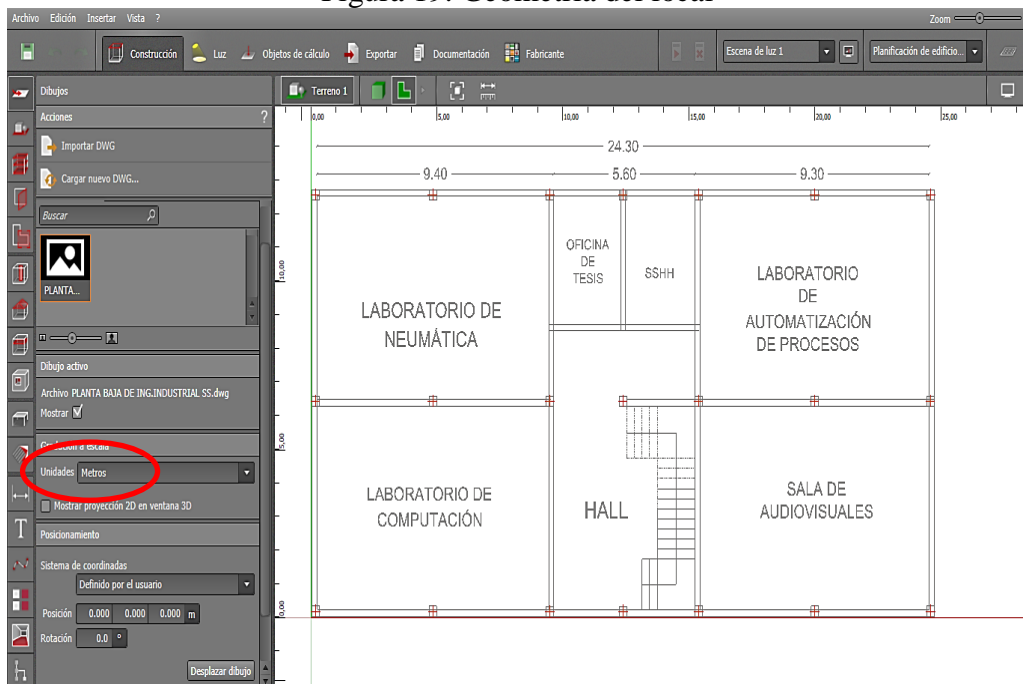 Figura 19: Geometría del local
Archivo Edición Insertar Vista ? Zoom
Construcción Luz Objetos de cálculo Exportar Documentación Fabricante Escena de luz 1 Planificación de edificio...
Dibujos
Terreno 1
Acciones ?
Importar DWG
Cargar nuevo DWG...
Buscar
PLANTA...
Dibujo activo
Archivo PLANTA BAJA DE ING.INDUSTRIAL SS.dwg
Mostrar
Unidades Metros
Mostrar proyección 2D en ventana 3D
Posicionamiento
Sistema de coordinadas
Definido por el usuario
Posición 0.000 0.000 0.000 m
Rotación 0.0 °
Desplazar dibujo
0,00 5,00 10,00 15,00 20,00 25,00
10,00
5,00
0,00
24.30
9.40 5.60 9.30
OFICINA
DE
TESIS
SSHH
LABORATORIO DE
NEUMÁTICA
LABORATORIO
DE
AUTOMATIZACIÓN
DE PROCESOS
LABORATORIO DE
COMPUTACIÓN
HALL
SALA DE
AUDIOVISUALES
T